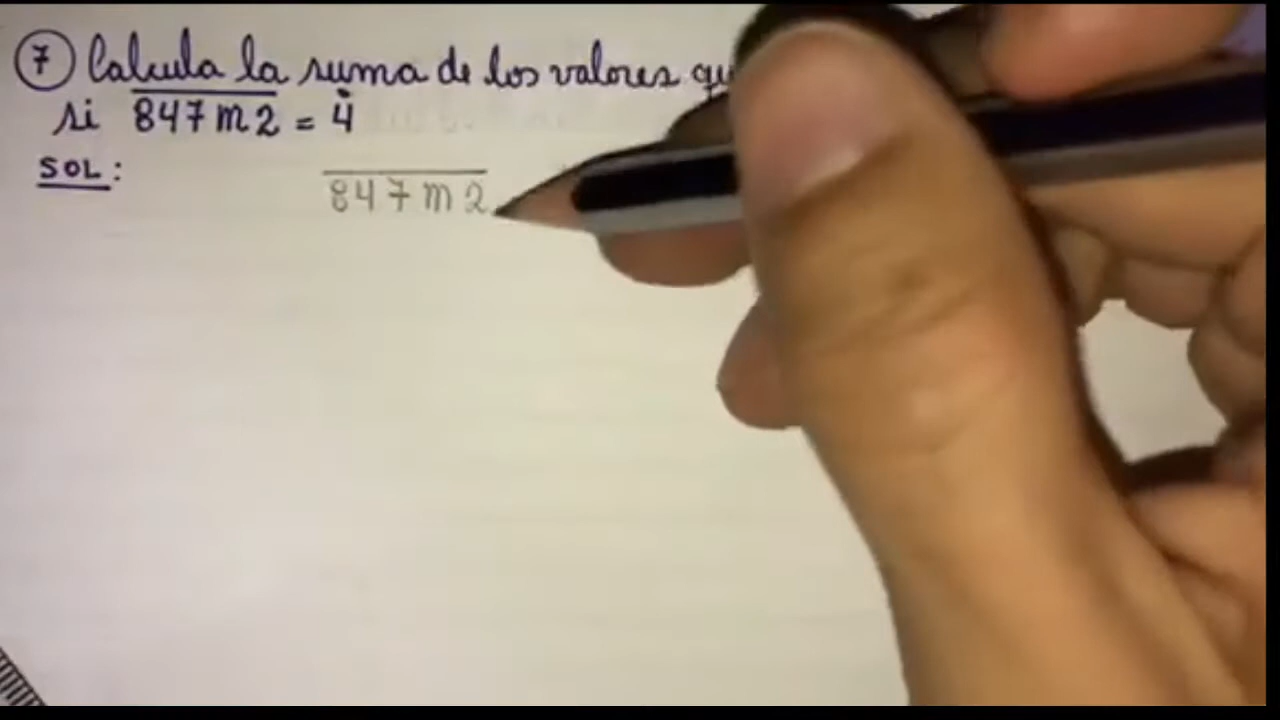 7 Calcula la suma de los valores
si 847m2 = 4̇
SOL:
847m2